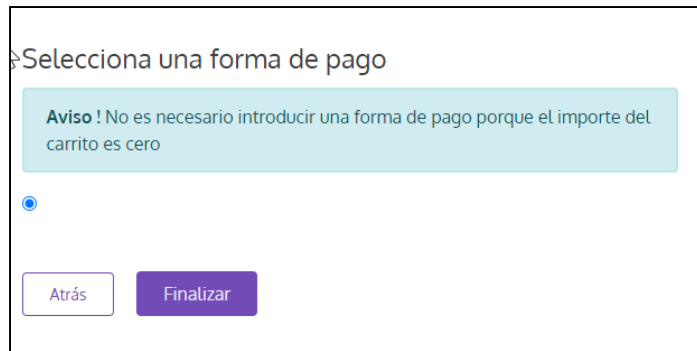 Selecciona una forma de pago
Aviso ! No es necesario introducir una forma de pago porque el importe del
carrito es cero
Atrás
Finalizar